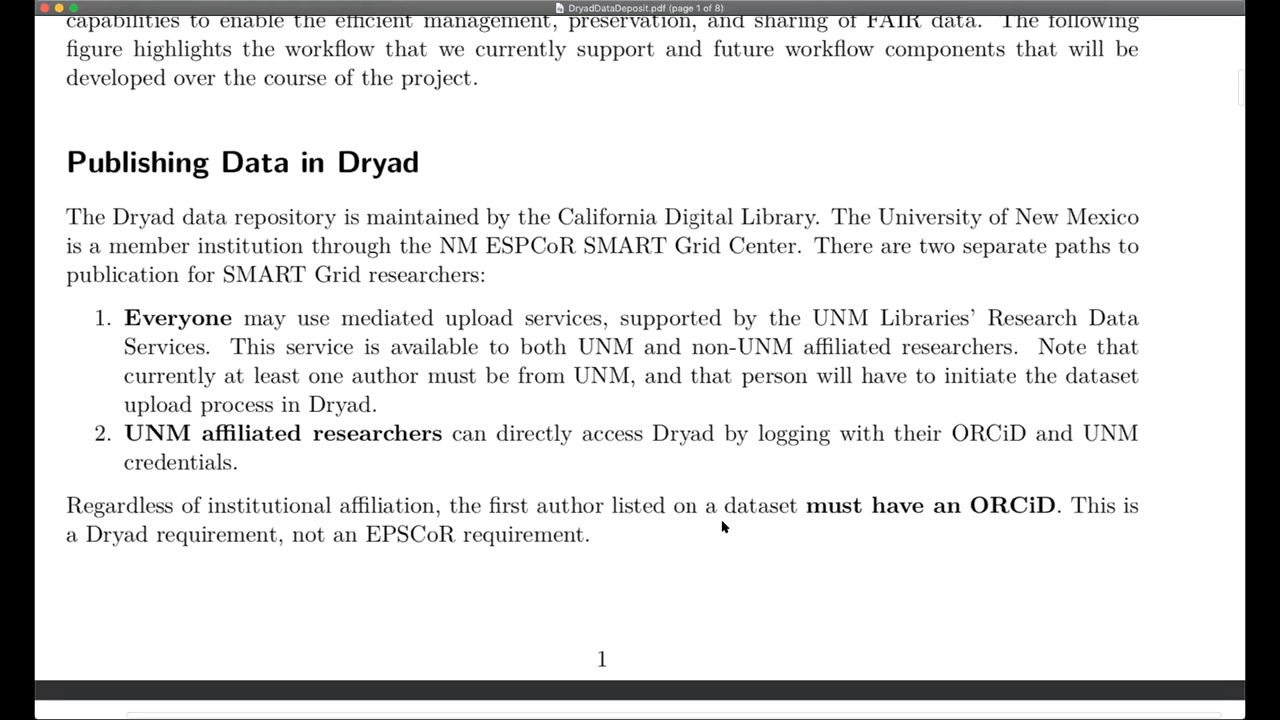 DryadDataDeposit.pdf (page 1 of 8)
capabilities to enable the efficient management, preservation, and sharing of FAIR data. The following
figure highlights the workflow that we currently support and future workflow components that will be
developed over the course of the project.
Publishing Data in Dryad
The Dryad data repository is maintained by the California Digital Library. The University of New Mexico
is a member institution through the NM ESPCoR SMART Grid Center. There are two separate paths to
publication for SMART Grid researchers:
1. Everyone may use mediated upload services, supported by the UNM Libraries' Research Data
Services. This service is available to both UNM and non-UNM affiliated researchers. Note that
currently at least one author must be from UNM, and that person will have to initiate the dataset
upload process in Dryad.
2. UNM affiliated researchers can directly access Dryad by logging with their ORCiD and UNM
credentials.
Regardless of institutional affiliation, the first author listed on a dataset must have an ORCiD. This is
a Dryad requirement, not an EPSCoR requirement.
1